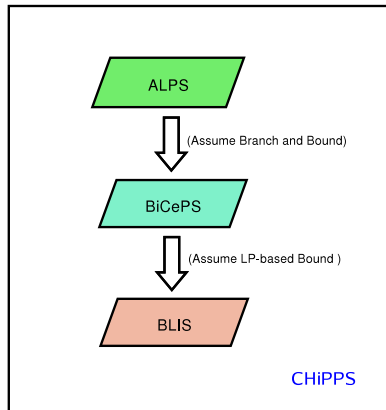 ALPS
(Assume Branch and Bound)
BiCePS
(Assume LP-based Bound )
BLIS
CHiPPS